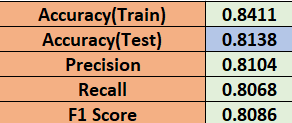 Accuracy(Train) 0.8411
Accuracy(Test) 0.8138
Precision 0.8104
Recall 0.8068
F1 Score 0.8086